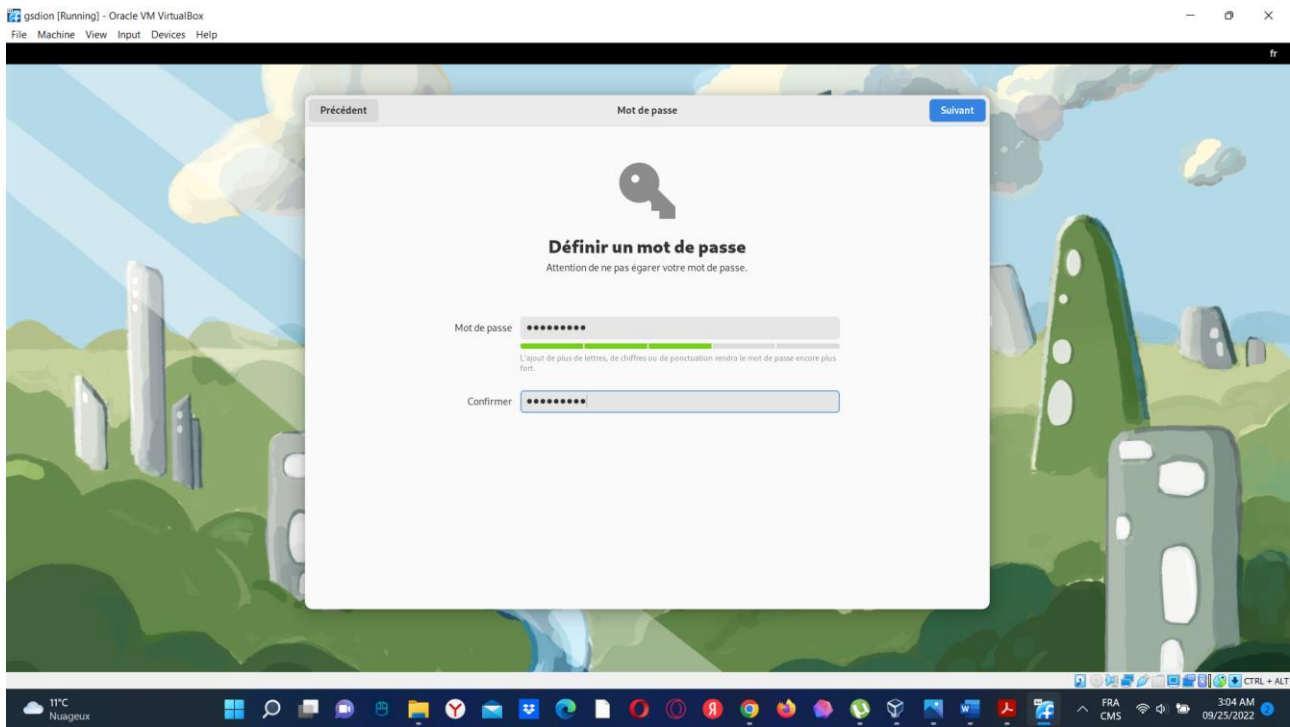 gsdion [Running] - Oracle VM VirtualBox
File Machine View Input Devices Help
fr
Précédent
Mot de passe
Suivant
Définir un mot de passe
Attention de ne pas égarer votre mot de passe.
Mot de passe •••••••••
L'ajout de plus de lettres, de chiffres ou de ponctuation rendra le mot de passe encore plus
fort.
Confirmer •••••••••
CTRL + ALT
11°C
Nuageux
FRA
CMS
3:04 AM
09/25/2022
2